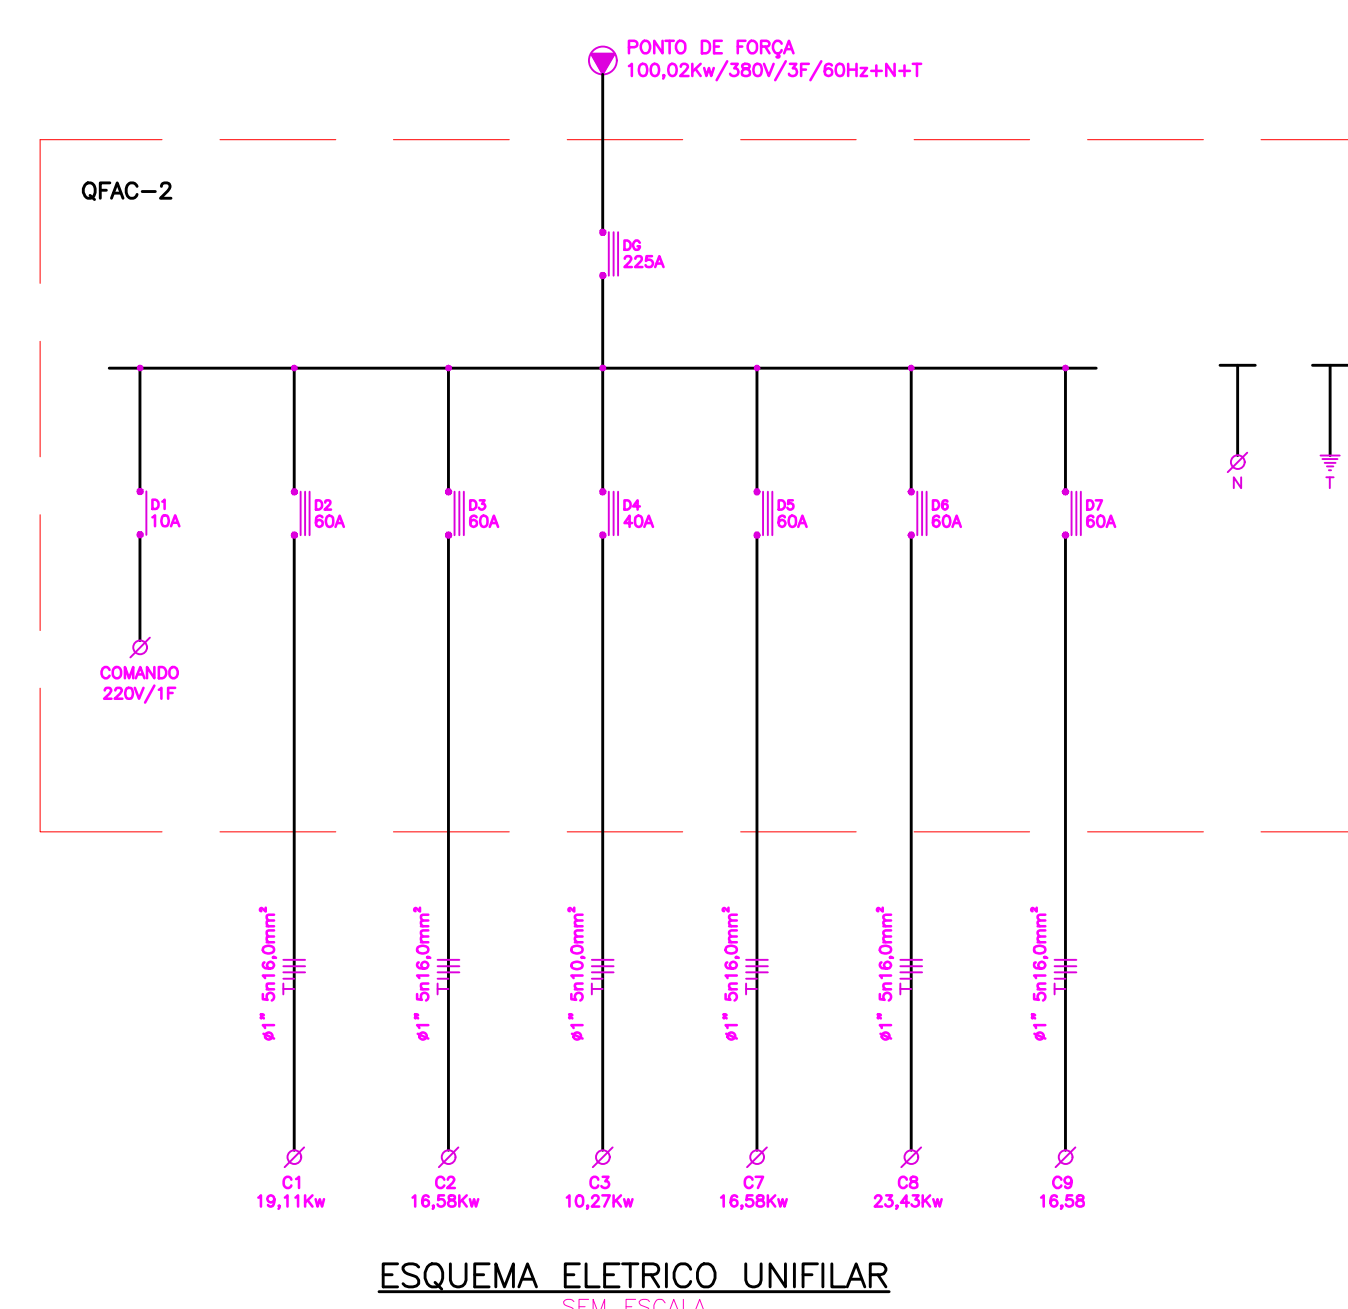 PONTO DE FORÇA
100,02Kw/380V/3F/60Hz+N+T
QFAC-2
DG
225A
D1
10A
D2
60A
D3
60A
D4
40A
D5
60A
D6
60A
D7
60A
N
T
COMANDO
220V/1F
ø1" 5n16,0mm²
ø1" 5n16,0mm²
ø1" 5n10,0mm²
ø1" 5n16,0mm²
ø1" 5n16,0mm²
ø1" 5n16,0mm²
C1
19,11Kw
C2
16,58Kw
C3
10,27Kw
C7
16,58Kw
C8
23,43Kw
C9
16,58
ESQUEMA ELETRICO UNIFILAR
SEM ESCALA